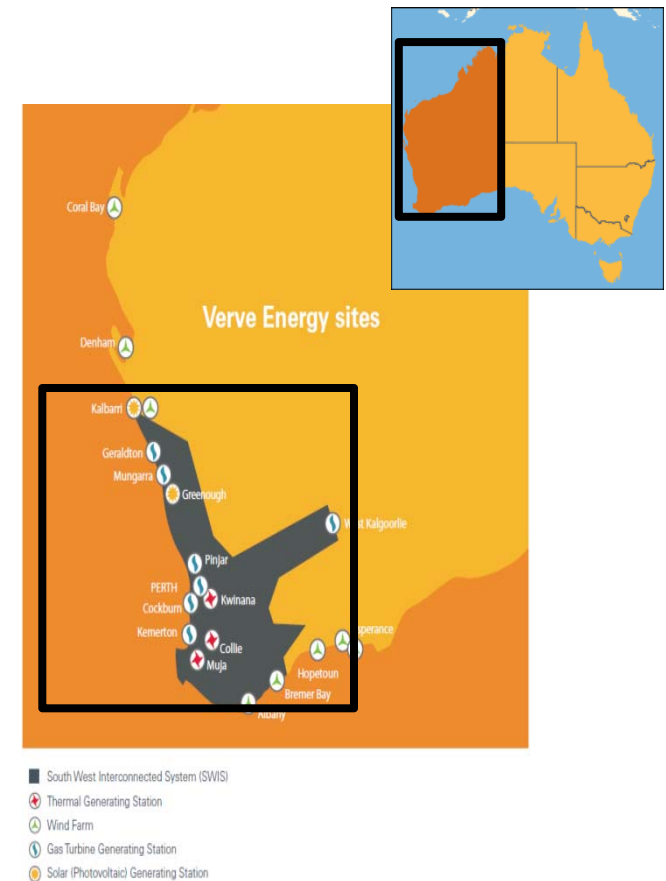 Coral Bay
Verve Energy sites
Denham
Kalbarri
Geraldton
Mungarra
Greenough
West Kalgoorlie
Pinjar
PERTH
Kwinana
Cockburn
Kemerton
Collie
Muja
Hopetoun
Bremer Bay
Albany
South West Interconnected System (SWIS)
Thermal Generating Station
Wind Farm
Gas Turbine Generating Station
Solar (Photovoltaic) Generating Station